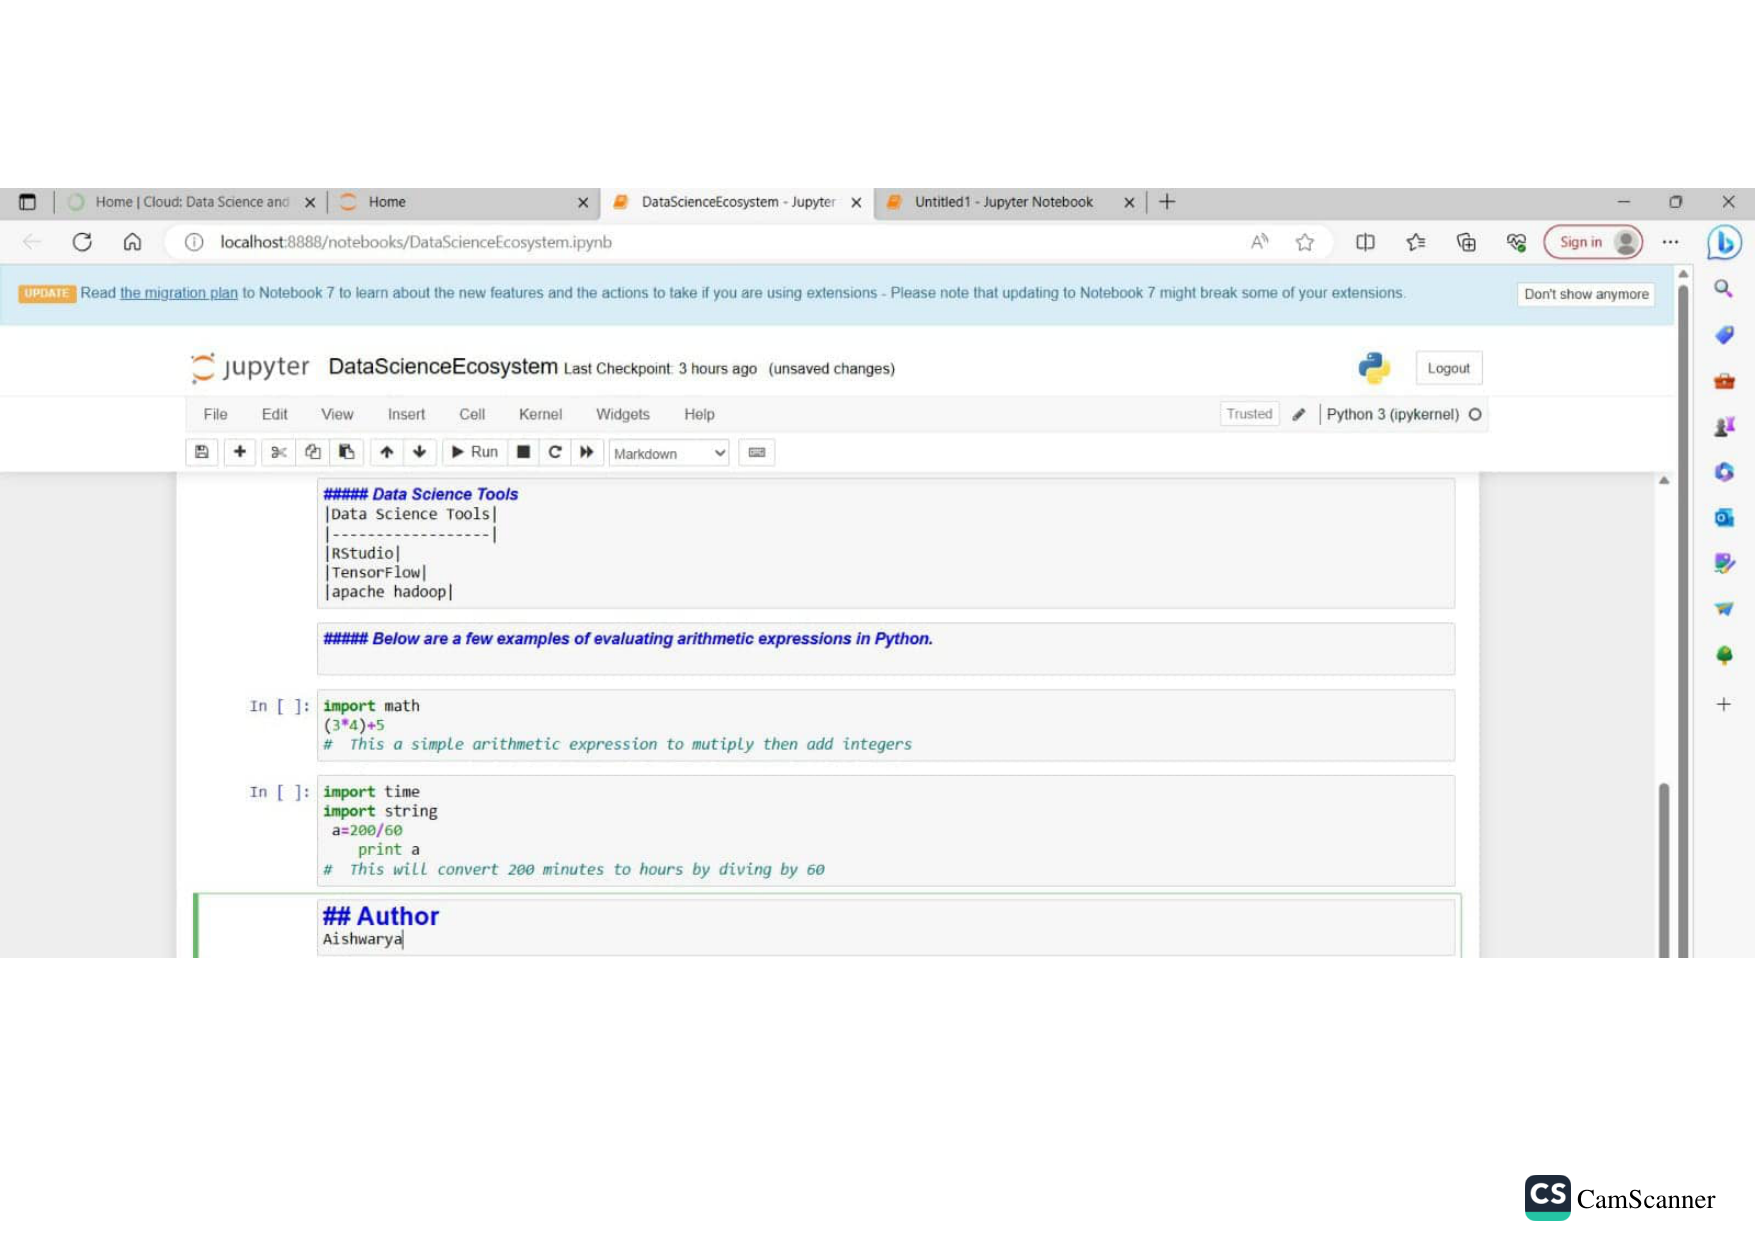 Home | Cloud: Data Science and
Home
DataScienceEcosystem - Jupyter
Untitled1 - Jupyter Notebook
localhost:8888/notebooks/DataScienceEcosystem.ipynb
Sign in
UPDATE Read the migration plan to Notebook 7 to learn about the new features and the actions to take if you are using extensions - Please note that updating to Notebook 7 might break some of your extensions.
Don't show anymore
jupyter DataScienceEcosystem Last Checkpoint: 3 hours ago (unsaved changes)
Logout
File Edit View Insert Cell Kernel Widgets Help
Trusted
Python 3 (ipykernel)
Run
Markdown
##### Data Science Tools
|Data Science Tools|
|------------------|
|RStudio|
|TensorFlow|
|apache hadoop|
##### Below are a few examples of evaluating arithmetic expressions in Python.
In [ ]: import math
(3*4)+5
#  This a simple arithmetic expression to mutiply then add integers
In [ ]: import time
import string
 a=200/60
    print a
#  This will convert 200 minutes to hours by diving by 60
## Author
Aishwarya
CS CamScanner